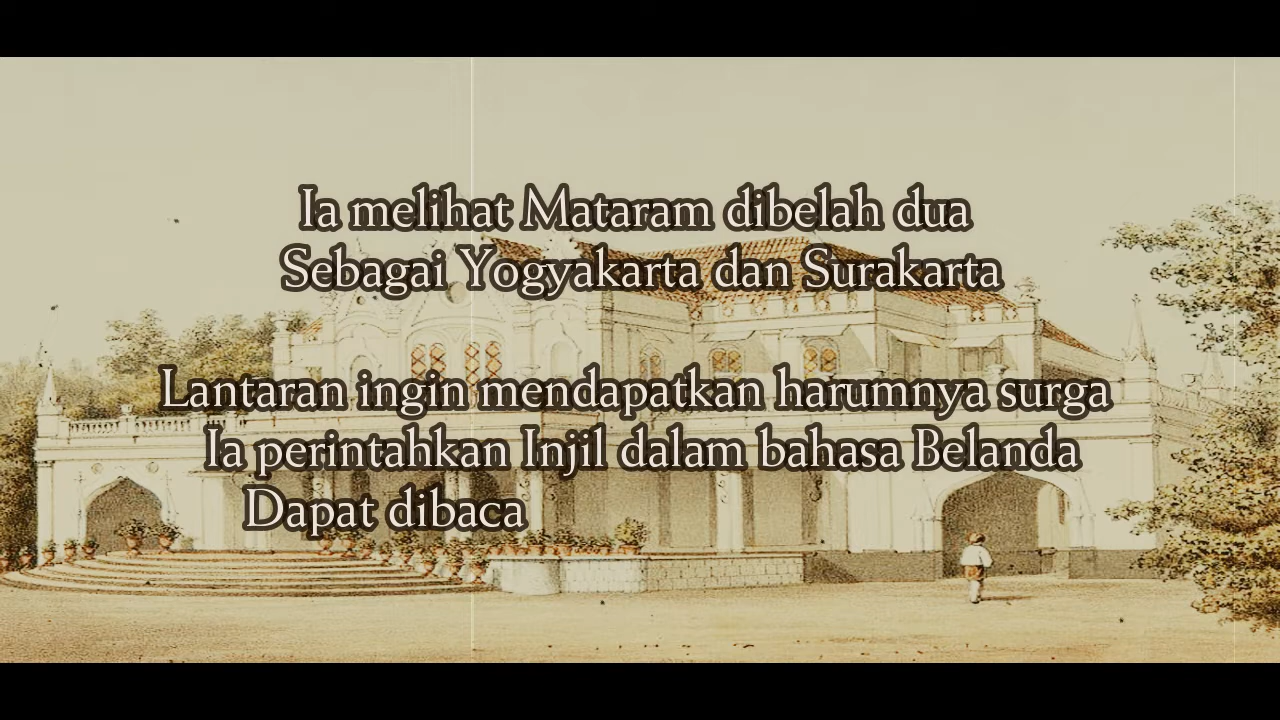 Ia melihat Mataram dibelah dua
Sebagai Yogyakarta dan Surakarta
Lantaran ingin mendapatkan harumnya surga
Ia perintahkan Injil dalam bahasa Belanda
Dapat dibaca